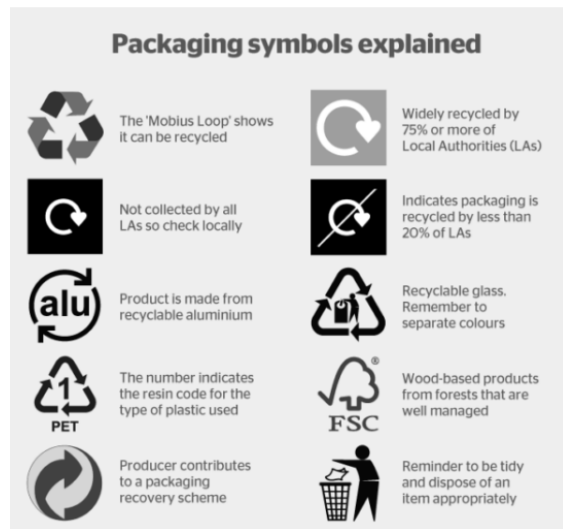 Packaging symbols explained
The 'Mobius Loop' shows
it can be recycled
Widely recycled by
75% or more of
Local Authorities (LAs)
Not collected by all
LAs so check locally
Indicates packaging is
recycled by less than
20% of LAs
alu
Product is made from
recyclable aluminium
Recyclable glass.
Remember to
separate colours
1
PET
The number indicates
the resin code for the
type of plastic used
®
FSC
Wood-based products
from forests that are
well managed
Producer contributes
to a packaging
recovery scheme
Reminder to be tidy
and dispose of an
item appropriately